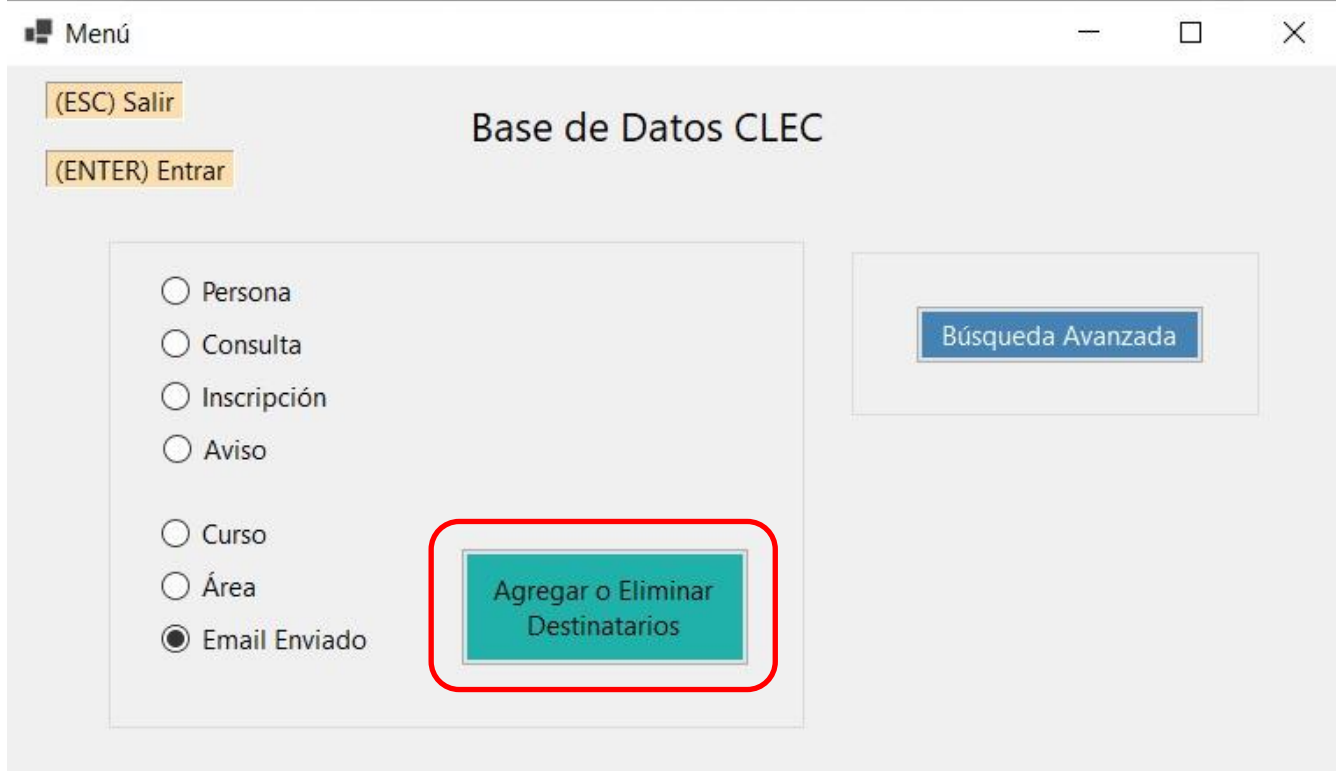 Menú
(ESC) Salir
Base de Datos CLEC
(ENTER) Entrar
Persona
Consulta
Inscripción
Aviso
Curso
Área
Email Enviado
Agregar o Eliminar
Destinatarios
Búsqueda Avanzada